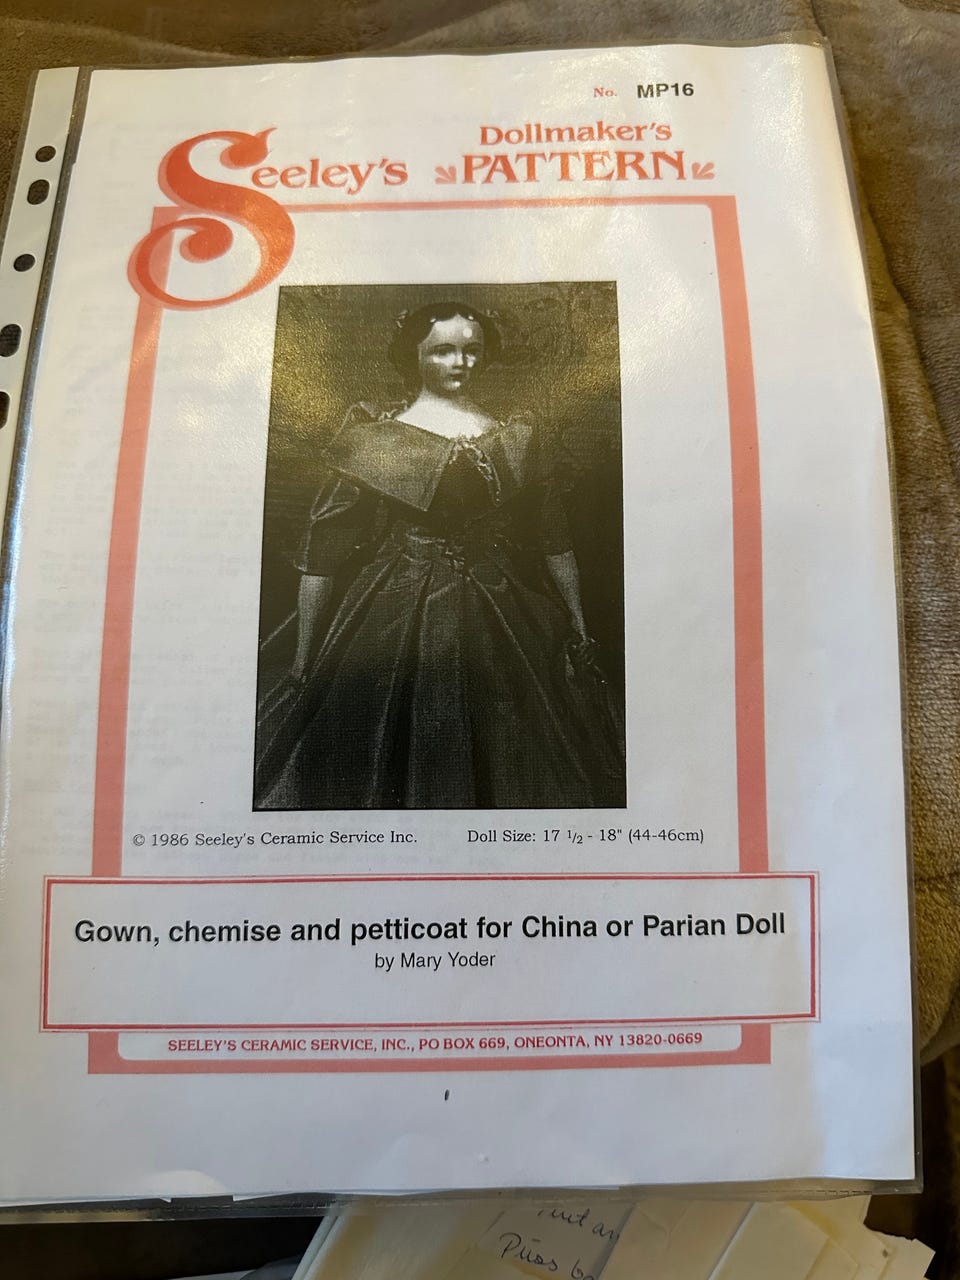 No. MP16
Seeley's Dollmaker's PATTERN
© 1986 Seeley's Ceramic Service Inc. Doll Size: 17 1/2 - 18" (44-46cm)
Gown, chemise and petticoat for China or Parian Doll
by Mary Yoder
SEELEY'S CERAMIC SERVICE, INC., PO BOX 669, ONEONTA, NY 13820-0669